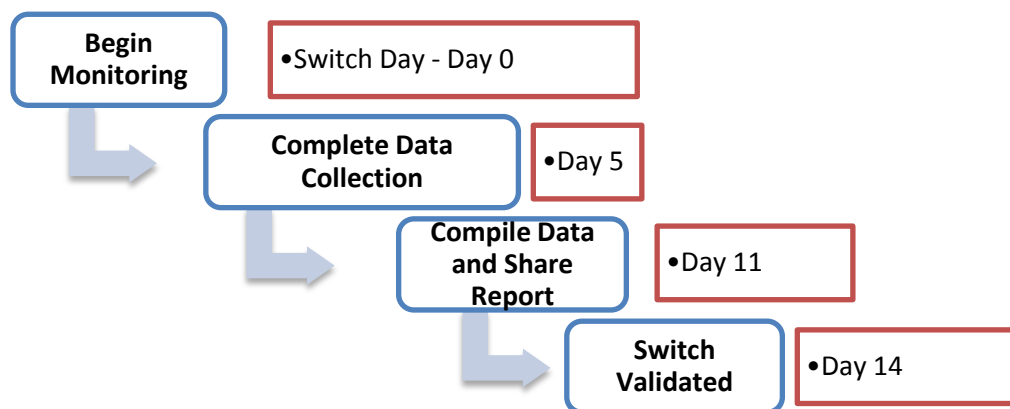 Begin
Monitoring
•Switch Day - Day 0
Complete Data
Collection
•Day 5
Compile Data
and Share
Report
•Day 11
Switch
Validated
•Day 14